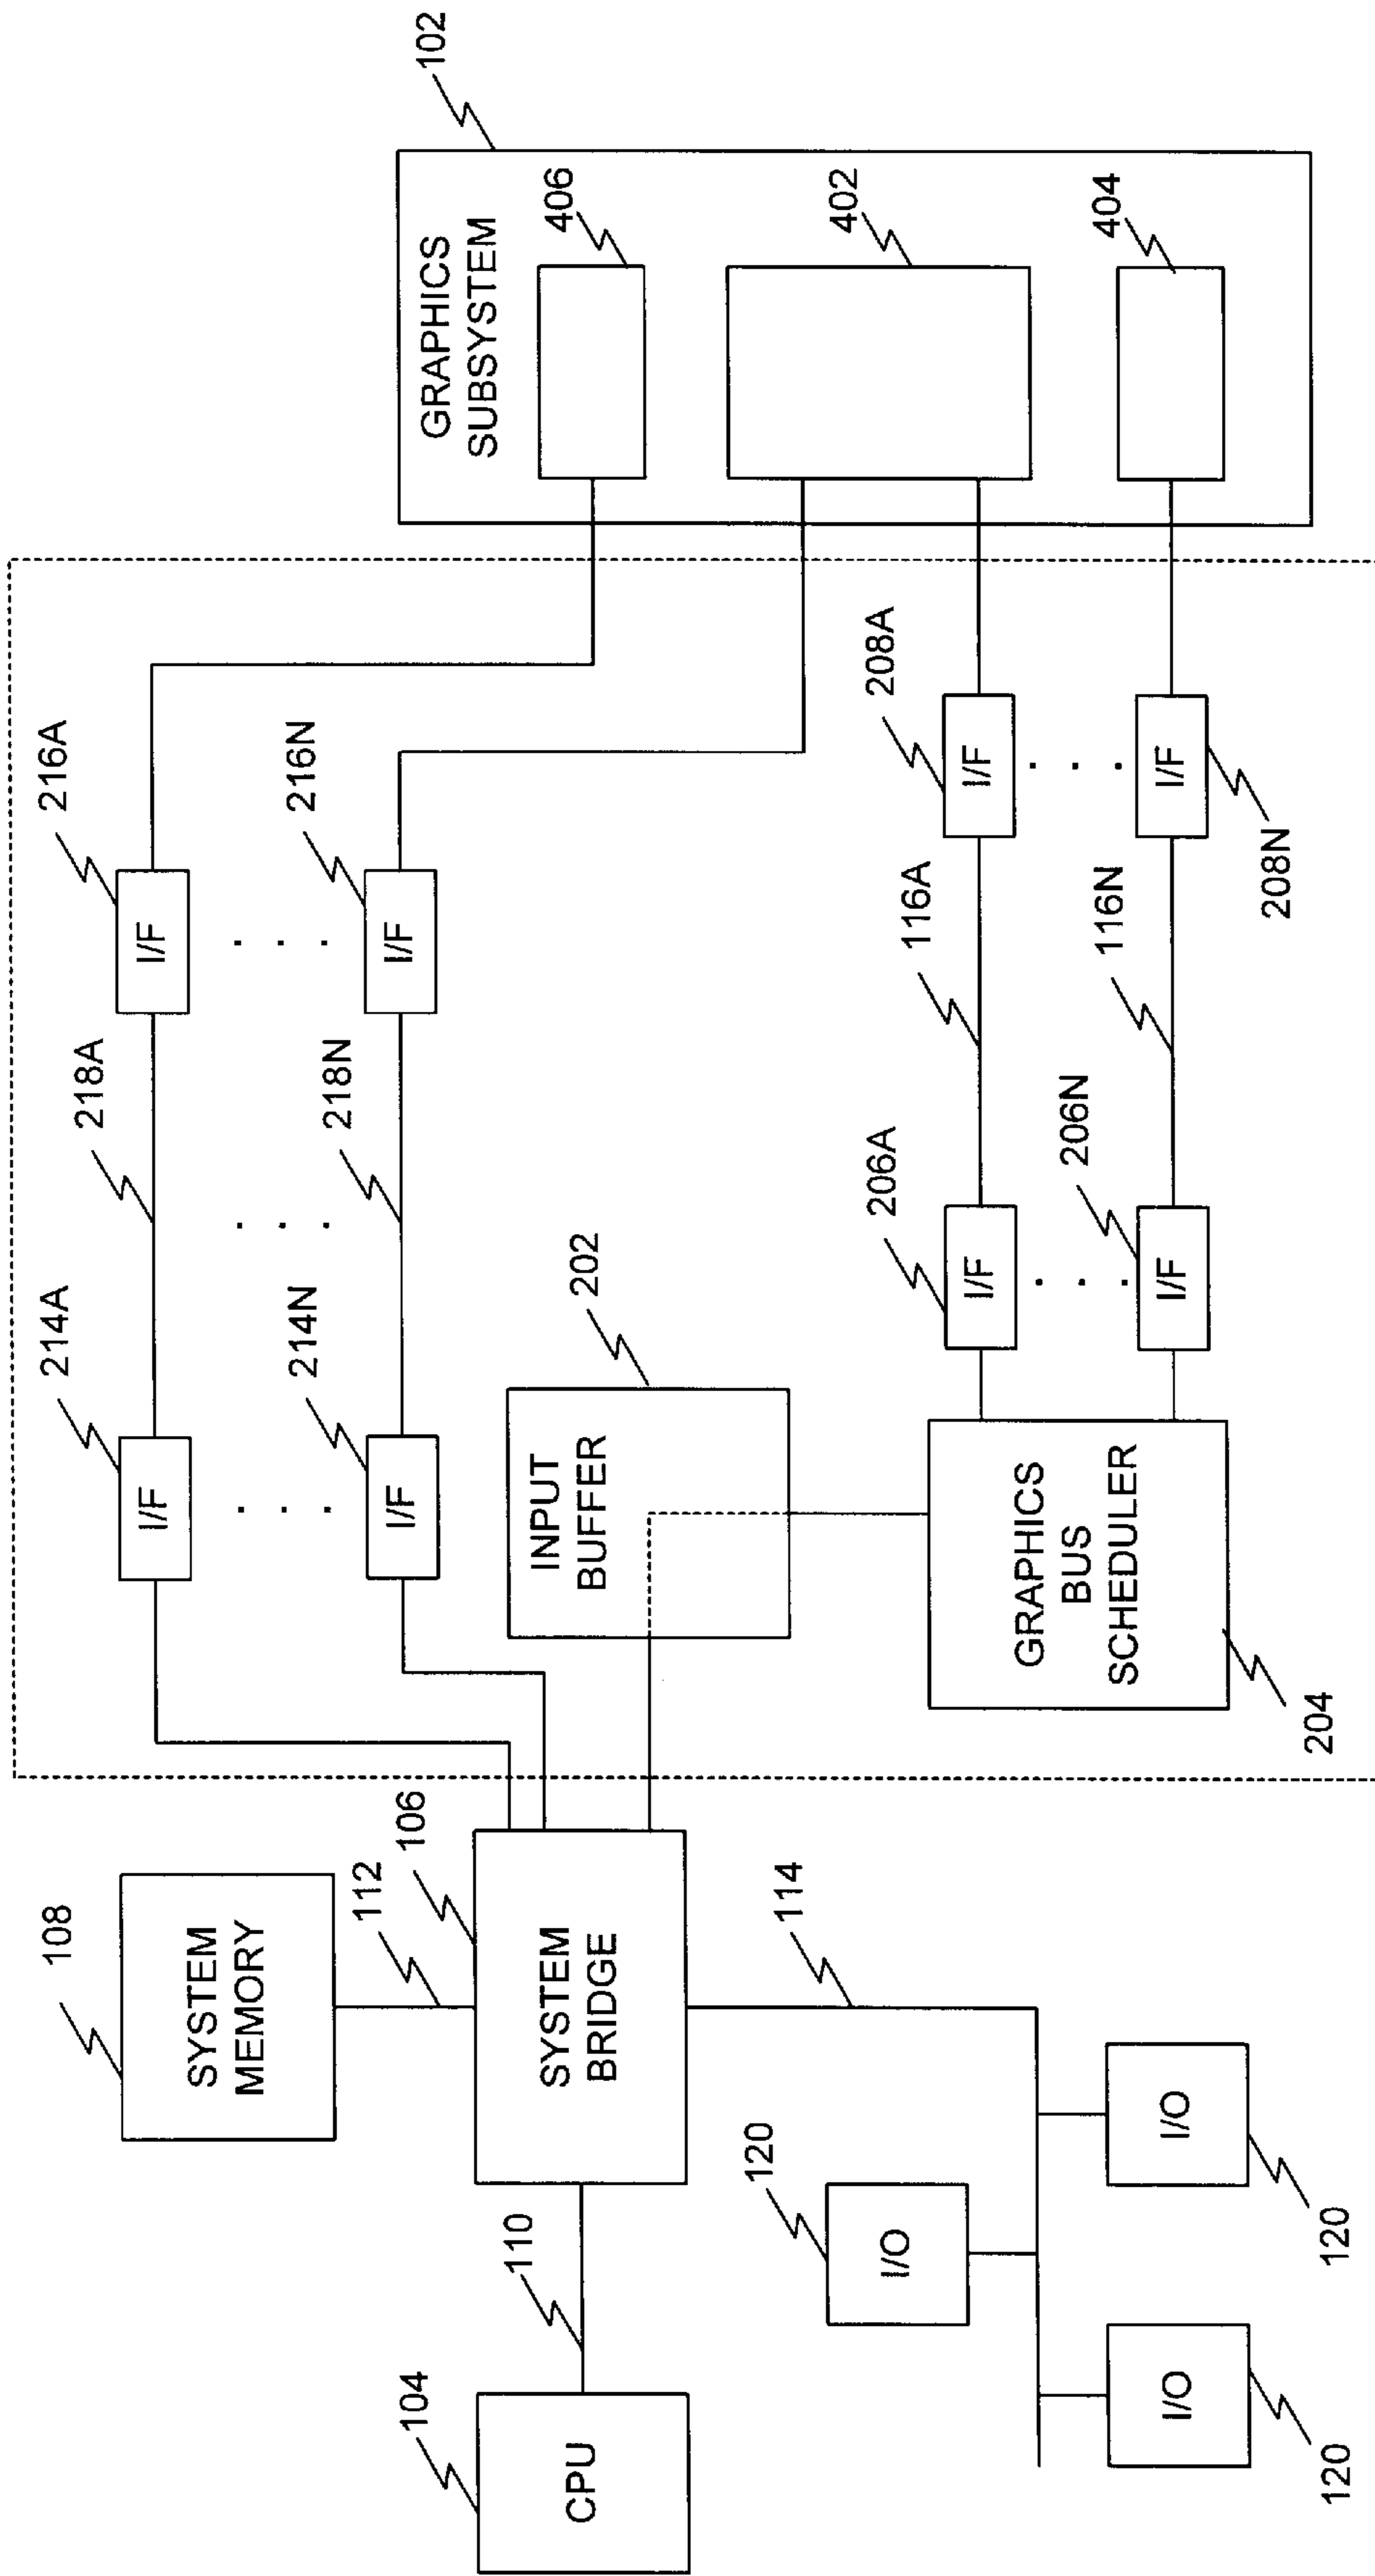 102
GRAPHICS
SUBSYSTEM
406
402
404
216A
I/F
216N
I/F
208A
I/F
I/F
208N
218A
218N
116A
116N
214A
I/F
214N
I/F
206A
I/F
206N
I/F
202
INPUT
BUFFER
GRAPHICS
BUS
SCHEDULER
204
108
SYSTEM
MEMORY
112
106
SYSTEM
BRIDGE
114
110
104
CPU
120
I/O
I/O
120
I/O
120